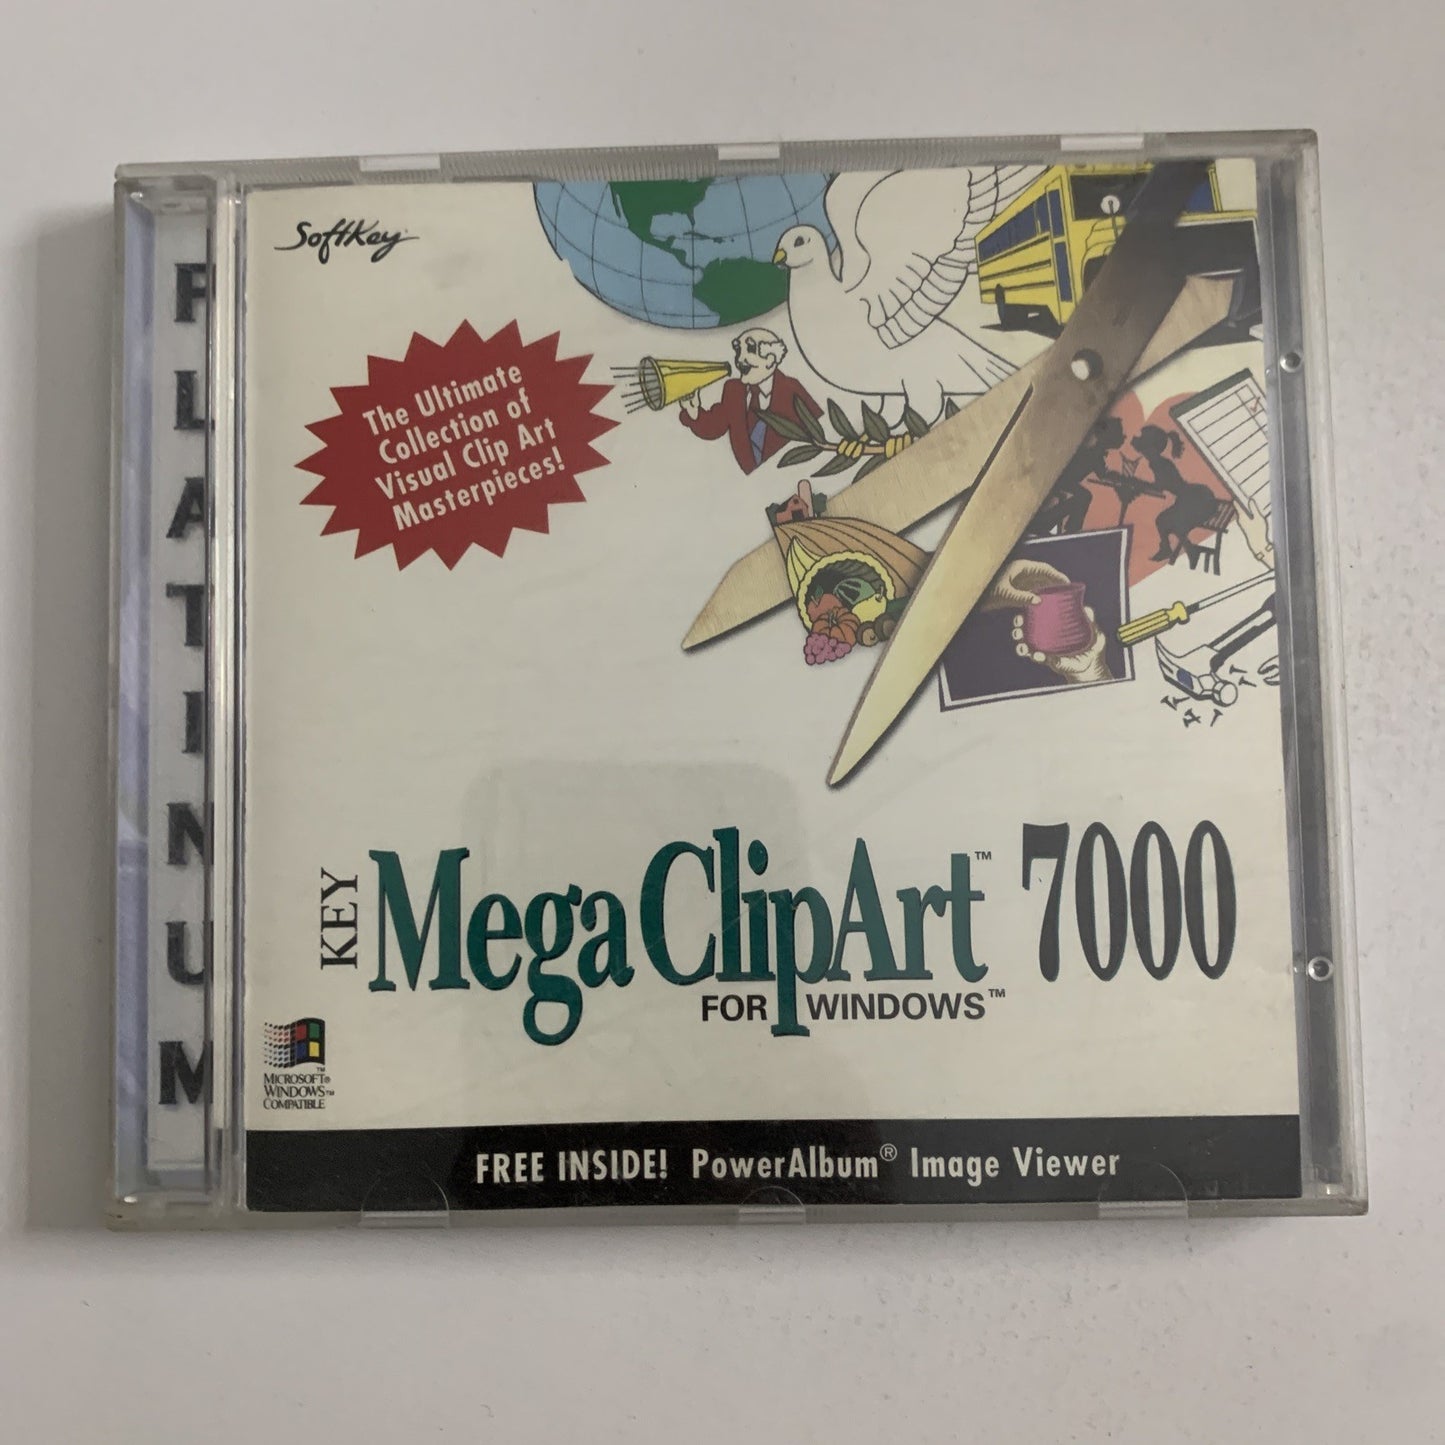 PLATINUM
SoftKey
The Ultimate
Collection of
Visual Clip Art
Masterpieces!
KEY
MegaClipArt™ 7000
FOR WINDOWS™
MICROSOFT®
WINDOWS™
COMPATIBLE
FREE INSIDE! PowerAlbum® Image Viewer